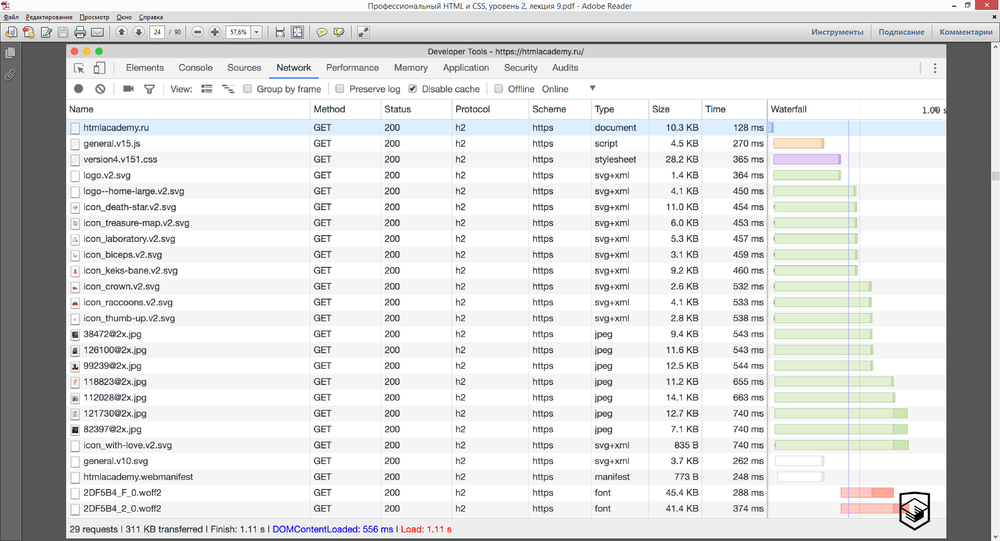 Профессиональный HTML и CSS, уровень 2, лекция 9.pdf - Adobe Reader
Файл Редактирование Просмотр Окно Справка
24 / 90 57,6% Инструменты Подписание Комментарии
Developer Tools - https://htmlacademy.ru/
Elements Console Sources Network Performance Memory Application Security Audits
View: Group by frame Preserve log Disable cache Offline Online
Name Method Status Protocol Scheme Type Size Time Waterfall 1.00 s
htmlacademy.ru GET 200 h2 https document 10.3 KB 128 ms
general.v15.js GET 200 h2 https script 4.5 KB 270 ms
version4.v151.css GET 200 h2 https stylesheet 28.2 KB 365 ms
logo.v2.svg GET 200 h2 https svg+xml 1.4 KB 364 ms
logo--home-large.v2.svg GET 200 h2 https svg+xml 4.1 KB 450 ms
icon_death-star.v2.svg GET 200 h2 https svg+xml 11.0 KB 454 ms
icon_treasure-map.v2.svg GET 200 h2 https svg+xml 6.0 KB 453 ms
icon_laboratory.v2.svg GET 200 h2 https svg+xml 5.3 KB 457 ms
icon_biceps.v2.svg GET 200 h2 https svg+xml 3.1 KB 459 ms
icon_keks-bane.v2.svg GET 200 h2 https svg+xml 9.2 KB 460 ms
icon_crown.v2.svg GET 200 h2 https svg+xml 2.6 KB 532 ms
icon_raccoons.v2.svg GET 200 h2 https svg+xml 4.1 KB 533 ms
icon_thumb-up.v2.svg GET 200 h2 https svg+xml 2.8 KB 538 ms
38472@2x.jpg GET 200 h2 https jpeg 9.4 KB 543 ms
126100@2x.jpg GET 200 h2 https jpeg 11.6 KB 543 ms
99239@2x.jpg GET 200 h2 https jpeg 12.5 KB 544 ms
118823@2x.jpg GET 200 h2 https jpeg 11.2 KB 655 ms
112028@2x.jpg GET 200 h2 https jpeg 14.1 KB 663 ms
121730@2x.jpg GET 200 h2 https jpeg 12.7 KB 740 ms
82397@2x.jpg GET 200 h2 https jpeg 7.1 KB 740 ms
icon_with-love.v2.svg GET 200 h2 https svg+xml 835 B 740 ms
general.v10.svg GET 200 h2 https svg+xml 3.7 KB 262 ms
htmlacademy.webmanifest GET 200 h2 https manifest 773 B 248 ms
2DF5B4_F_0.woff2 GET 200 h2 https font 45.4 KB 288 ms
2DF5B4_2_0.woff2 GET 200 h2 https font 41.4 KB 374 ms
29 requests | 311 KB transferred | Finish: 1.11 s | DOMContentLoaded: 556 ms | Load: 1.11 s